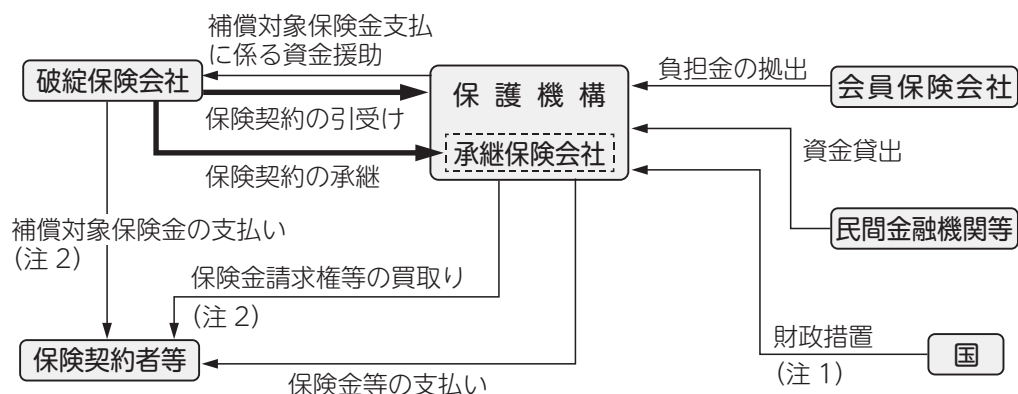 補償対象保険金支払
に係る資金援助
破綻保険会社
保険契約の引受け
保護機構
承継保険会社
保険契約の承継
負担金の拠出
会員保険会社
資金貸出
民間金融機関等
補償対象保険金の支払い
(注 2)
保険金請求権等の買取り
(注 2)
保険契約者等
保険金等の支払い
財政措置
(注 1)
国